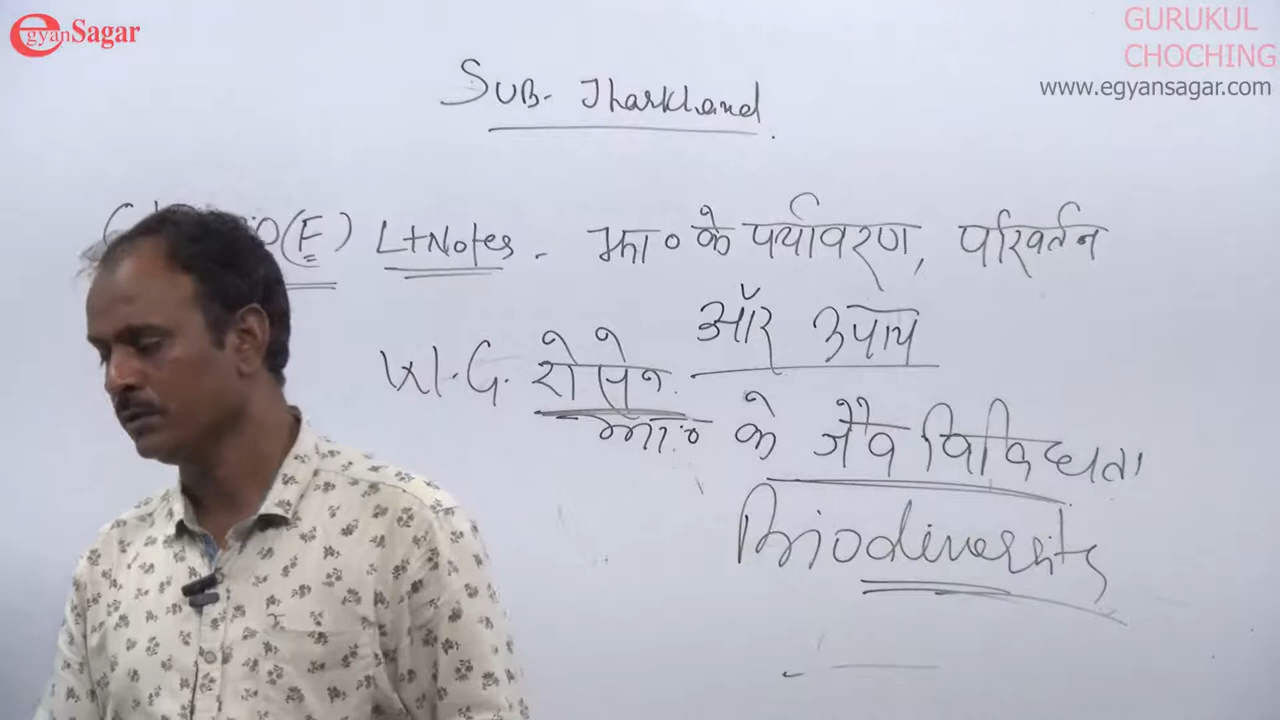 egyanSagar
GURUKUL
CHOCHING
www.egyansagar.com
SUB- Jharkhand
(E) L+Notes - झा० के पर्यावरण, परिवर्तन
और उपाय
W.G. रोसेन
झा० के जैव विविधता
Biodiversity